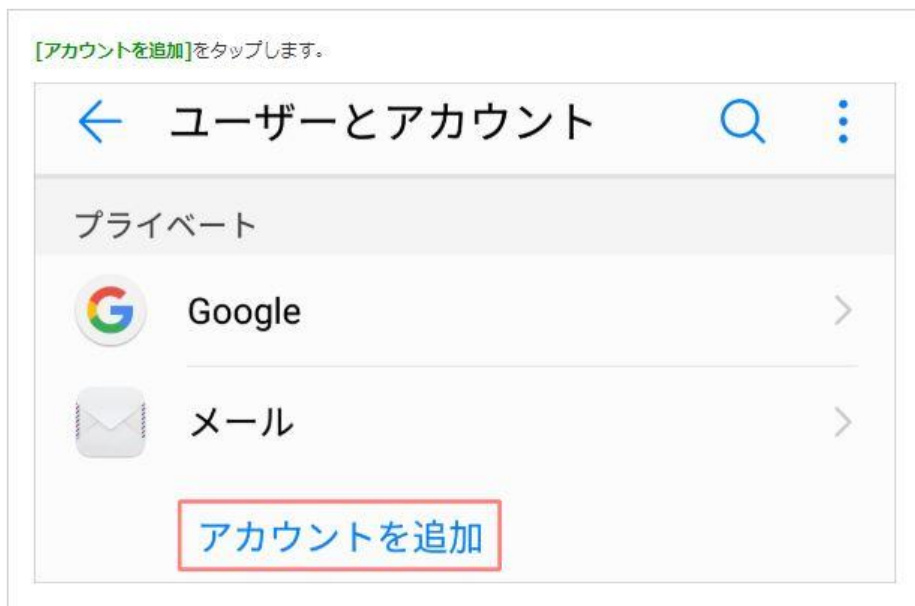 [アカウントを追加]をタップします。
ユーザーとアカウント
プライベート
Google
メール
アカウントを追加